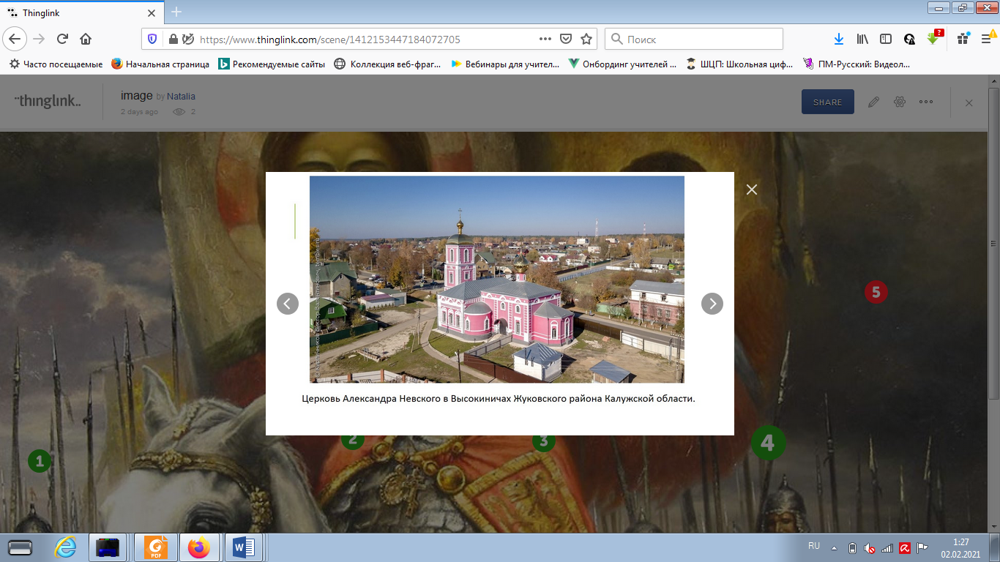 Thinglink
https://www.thinglink.com/scene/1412153447184072705
Поиск
Часто посещаемые
Начальная страница
Рекомендуемые сайты
Коллекция веб-фраг...
Вебинары для учител...
Онбординг учителей ...
ШЦП: Школьная циф...
ПМ-Русский: Видеол...
thinglink..
image by Natalia
2 days ago 2
SHARE
5
Церковь Александра Невского в Высокиничах Жуковского района Калужской области.
1
2
3
4
PDF
W
RU
1:27
02.02.2021